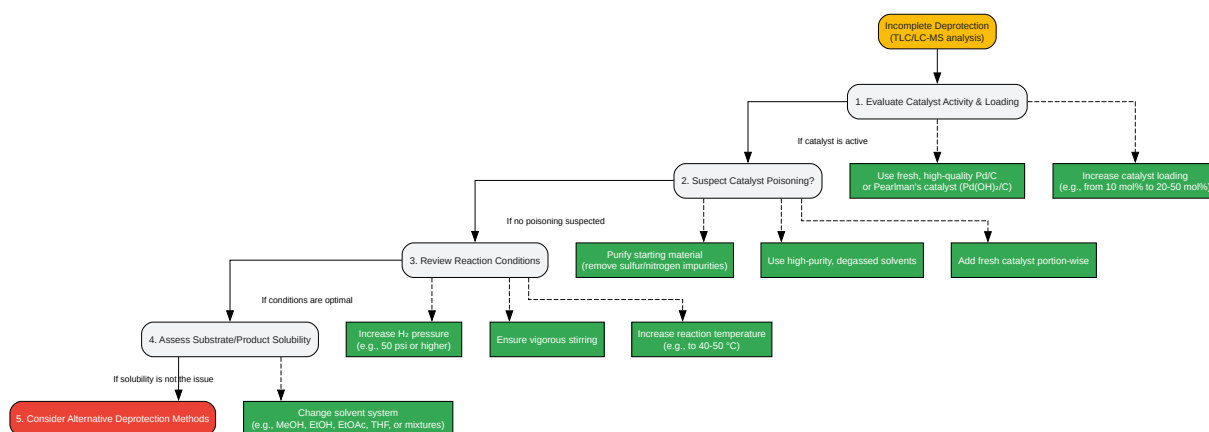 Incomplete Deprotection
(TLC/LC-MS analysis)
1. Evaluate Catalyst Activity & Loading
If catalyst is active
2. Suspect Catalyst Poisoning?
Use fresh, high-quality Pd/C
or Pearlman's catalyst (Pd(OH)₂/C)
Increase catalyst loading
(e.g., from 10 mol% to 20-50 mol%)
If no poisoning suspected
3. Review Reaction Conditions
Purify starting material
(remove sulfur/nitrogen impurities)
Use high-purity, degassed solvents
Add fresh catalyst portion-wise
If conditions are optimal
4. Assess Substrate/Product Solubility
Increase H₂ pressure
(e.g., 50 psi or higher)
Ensure vigorous stirring
Increase reaction temperature
(e.g., to 40-50 °C)
If solubility is not the issue
5. Consider Alternative Deprotection Methods
Change solvent system
(e.g., MeOH, EtOH, EtOAc, THF, or mixtures)